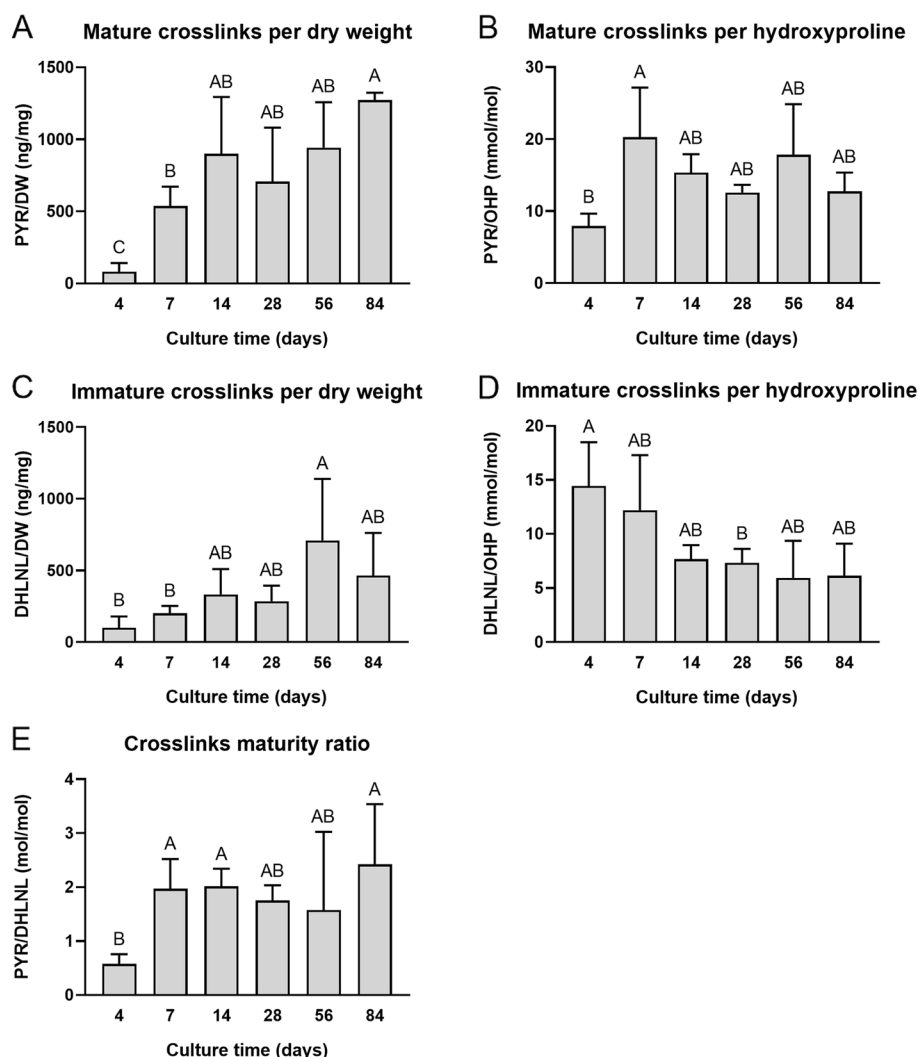 A Mature crosslinks per dry weight
PYR/DW (ng/mg)
1500
1000
500
0
C B AB AB AB A
4 7 14 28 56 84
Culture time (days)
B Mature crosslinks per hydroxyproline
PYR/OHP (mmol/mol)
30
20
10
0
B A AB AB AB AB
4 7 14 28 56 84
Culture time (days)
C Immature crosslinks per dry weight
DHLNL/DW (ng/mg)
1500
1000
500
0
B B AB AB A AB
4 7 14 28 56 84
Culture time (days)
D Immature crosslinks per hydroxyproline
DHLNL/OHP (mmol/mol)
20
15
10
5
0
A AB AB B AB AB
4 7 14 28 56 84
Culture time (days)
E Crosslinks maturity ratio
PYR/DHLNL (mol/mol)
4
3
2
1
0
B A A AB AB A
4 7 14 28 56 84
Culture time (days)